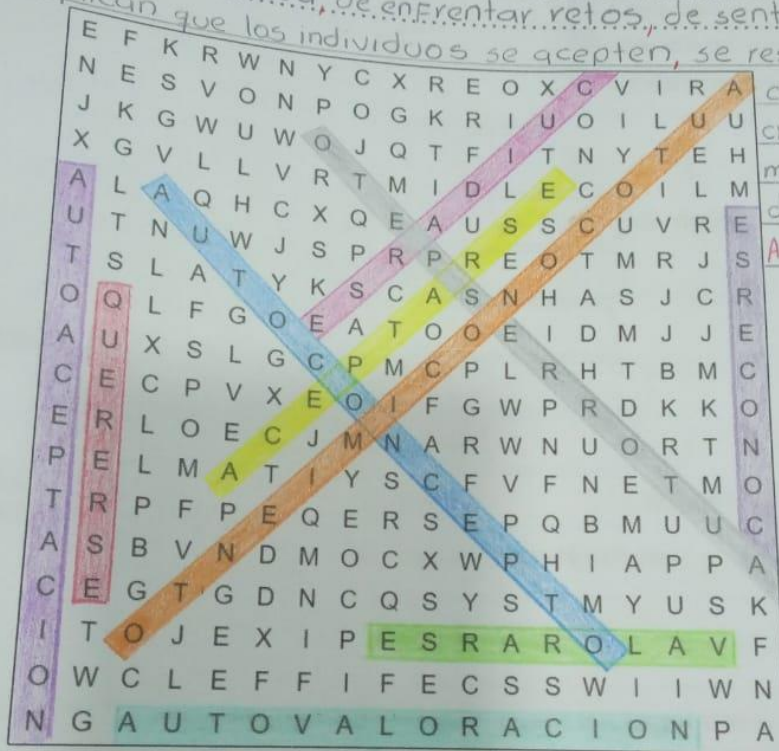 de enfrentar retos, de sent
que los individuos se acepten, se re
E F K R W N Y C X R E O X C V I R A
N E S V O N P O G K R I U O I L U U
J K G W U W O J Q T F I T N Y T E H
X G V L L V R T M I D L E C O I L M
A L A Q H C X Q E A U S S C U V R E
U T N U W J S P R P R E O T M R J S
T S L A T Y K S C A S N H A S J C R
O Q L F G O E A T O O E I D M J J E
A U X S L G C P M C P L R H T B M C
C E C P V X E O I F G W P R D K K O
E R L O E C J M N A R W N U O R T N
P E L M A T I Y S C F V F N E T M O
T R P F P E Q E R S E P Q B M U U C
A S B V N D M O C X W P H I A P P A
C E G T G D N C Q S Y S T M Y U S K
I T O J E X I P E S R A R O L A V F
O W C L E F F I F E C S S W I I W N
N G A U T O V A L O R A C I O N P A